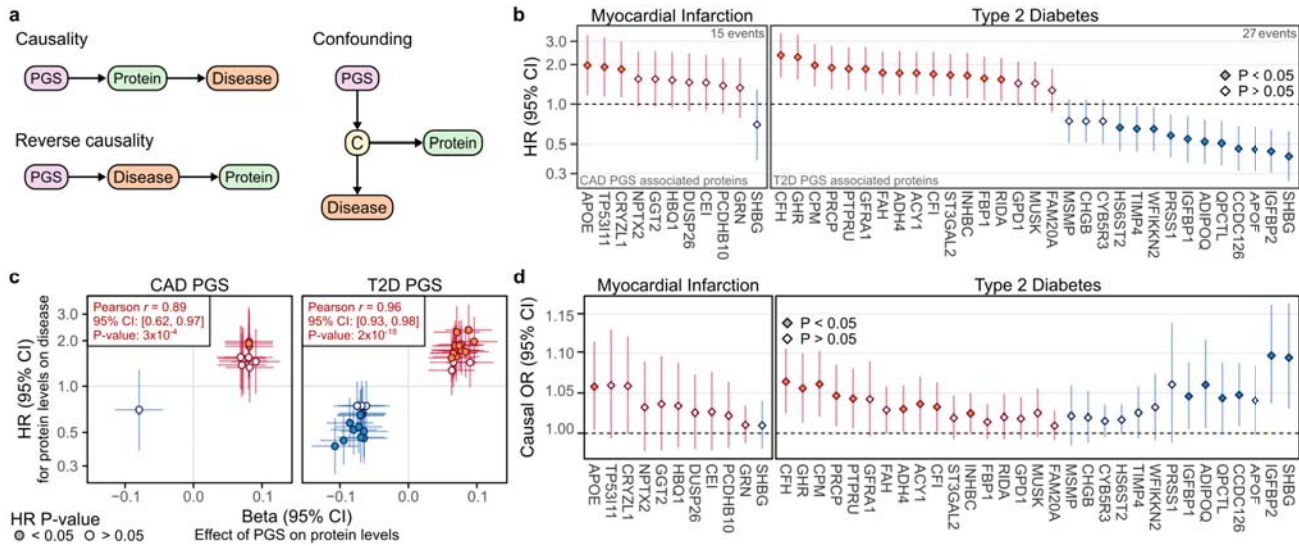 a
Causality
PGS
Protein
Disease
Reverse causality
PGS
Disease
Protein
Confounding
PGS
C
Protein
Disease
b
Myocardial Infarction
Type 2 Diabetes
HR (95% CI)
3.0
2.0
1.0
0.5
0.3
15 events
27 events
P < 0.05
P > 0.05
CAD PGS associated proteins
T2D PGS associated proteins
APOE
TP53I11
CRYZL1
NPTX2
GGT2
HBQ1
DUSP26
CEI
PCDHB10
GRN
SHBG
CFH
GHR
CPM
PRCP
PTPRU
GFRA1
FAH
ADH4
ACY1
CFI
ST3GAL2
INHBC
FBP1
RIDA
GPD1
MUSK
FAM20A
MSMP
CHGB
CYB5R3
HS6ST2
TIMP4
WFIKKN2
PRSS1
IGFBP1
ADIPOQ
QPCTL
CCDC126
APOF
IGFBP2
SHBG
c
CAD PGS
T2D PGS
HR (95% CI)
for protein levels on disease
3.0
2.0
1.0
0.5
0.3
Pearson r = 0.89
95% CI: [0.62, 0.97]
P-value: 3x10⁻⁴
Pearson r = 0.96
95% CI: [0.93, 0.98]
P-value: 2x10⁻¹⁸
−0.1
0.0
0.1
−0.1
0.0
0.1
Beta (95% CI)
Effect of PGS on protein levels
HR P-value
< 0.05
> 0.05
d
Myocardial Infarction
Type 2 Diabetes
Causal OR (95% CI)
1.15
1.10
1.05
1.00
P < 0.05
P > 0.05
APOE
TP53I11
CRYZL1
NPTX2
GGT2
HBQ1
DUSP26
CEI
PCDHB10
GRN
SHBG
CFH
GHR
CPM
PRCP
PTPRU
GFRA1
FAH
ADH4
ACY1
CFI
ST3GAL2
INHBC
FBP1
RIDA
GPD1
MUSK
FAM20A
MSMP
CHGB
CYB5R3
HS6ST2
TIMP4
WFIKKN2
PRSS1
IGFBP1
ADIPOQ
QPCTL
CCDC126
APOF
IGFBP2
SHBG